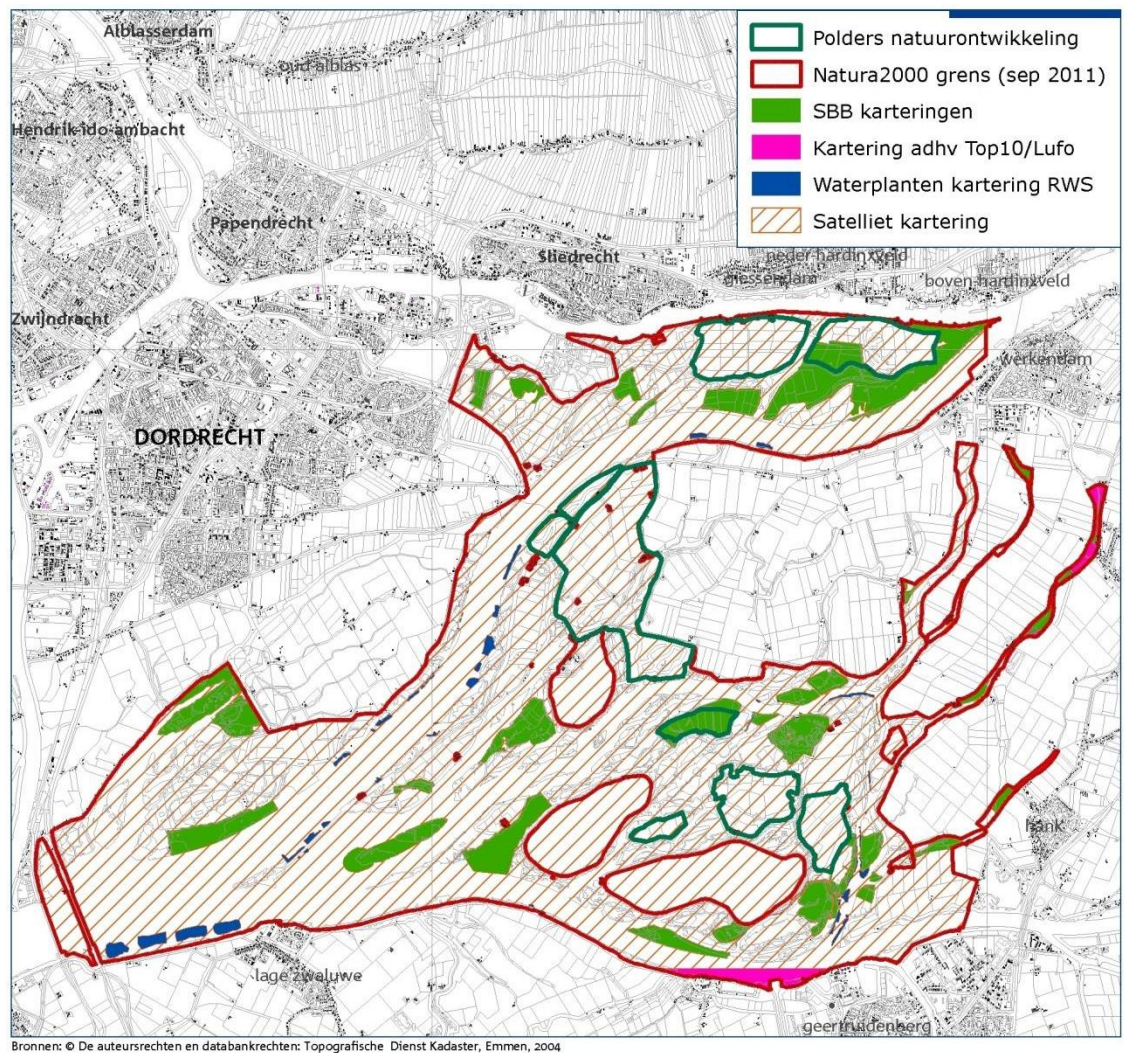 Alblasserdam
oud-alblas
Hendrik-ido-ambacht
Papendrecht
Sliedrecht
Zwijndrecht
DORDRECHT
Polders natuurontwikkeling
Natura2000 grens (sep 2011)
SBB karteringen
Kartering adhv Top10/Lufo
Waterplanten kartering RWS
Satelliet kartering
neder-hardinxveld
giessendam
boven-hardinxveld
werkendam
hank
lage zwaluwe
geertruidenberg
Bronnen: © De auteursrechten en databankrechten: Topografische Dienst Kadaster, Emmen, 2004